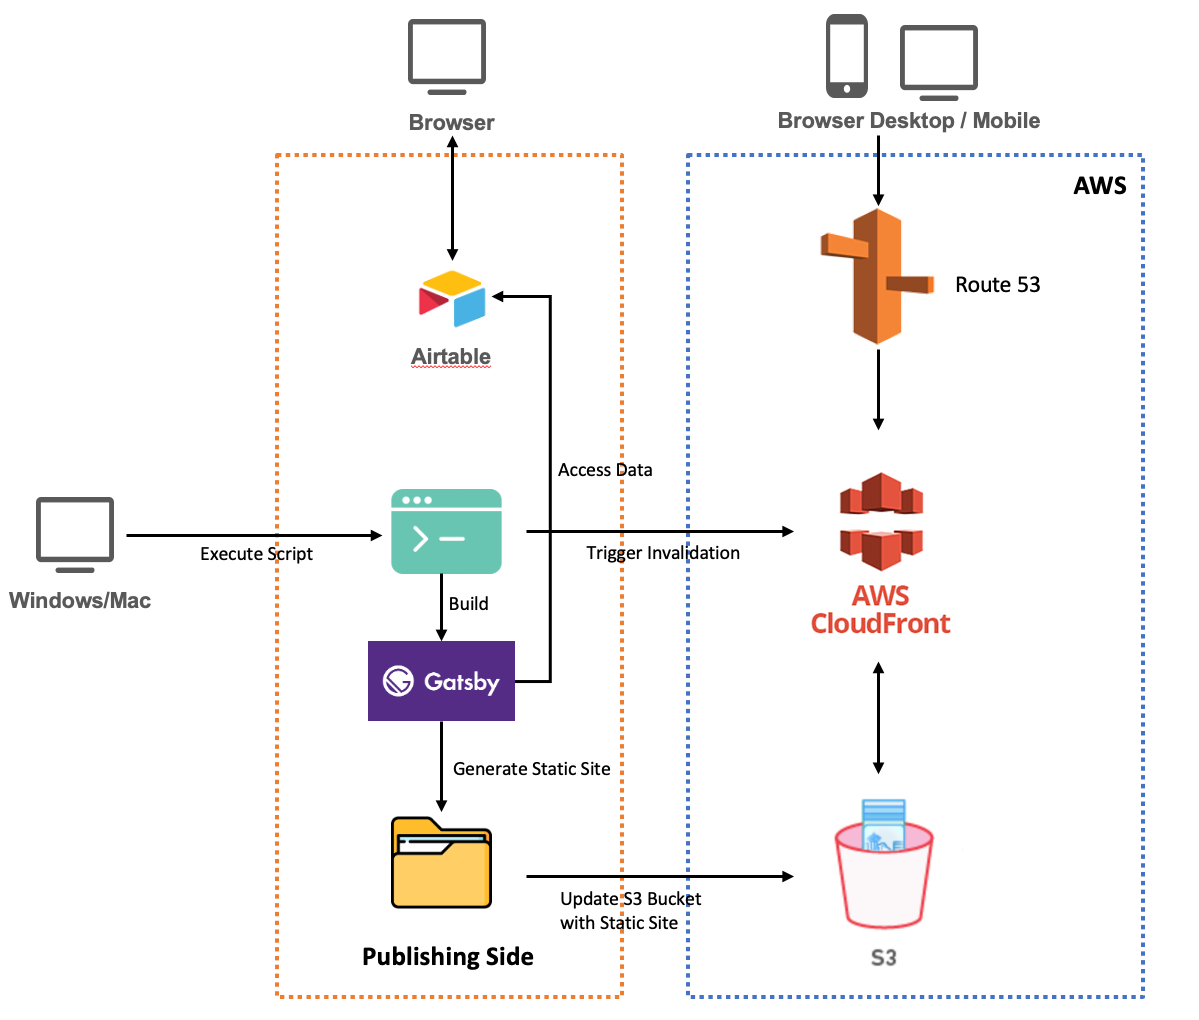 Browser
Browser Desktop / Mobile
AWS
Route 53
Airtable
Access Data
Execute Script
Trigger Invalidation
Windows/Mac
AWS
CloudFront
Build
Gatsby
Generate Static Site
Update S3 Bucket
with Static Site
Publishing Side
S3